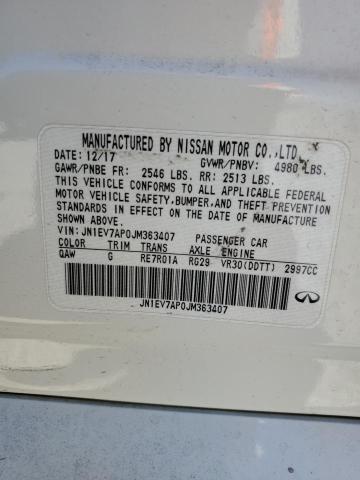 MANUFACTURED BY NISSAN MOTOR CO.,LTD.
DATE: 12/17 GVWR/PNBV: 4980 LBS.
GAWR/PNBE FR: 2546 LBS. RR: 2513 LBS.
THIS VEHICLE CONFORMS TO ALL APPLICABLE FEDERAL
MOTOR VEHICLE SAFETY,BUMPER,AND THEFT PREVENTION
STANDARDS IN EFFECT ON THE DATE OF MANUFACTURE
SHOWN ABOVE.
VIN: JN1EV7AP0JM363407 PASSENGER CAR
COLOR TRIM TRANS AXLE ENGINE
QAW G RE7R01A RG29 VR30(DDTT) 2997CC
JN1EV7AP0JM363407